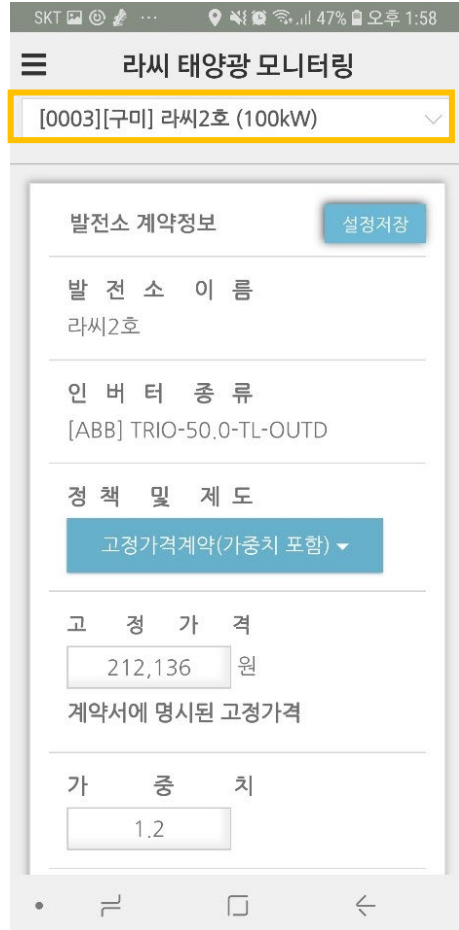 SKT ... 47% 오후 1:58
라씨 태양광 모니터링
[0003][구미] 라씨2호 (100kW)
발전소 계약정보 설정저장
발 전 소 이 름
라씨2호
인 버 터 종 류
[ABB] TRIO-50.0-TL-OUTD
정 책 및 제 도
고정가격계약(가중치 포함)
고 정 가 격
212,136 원
계약서에 명시된 고정가격
가 중 치
1.2